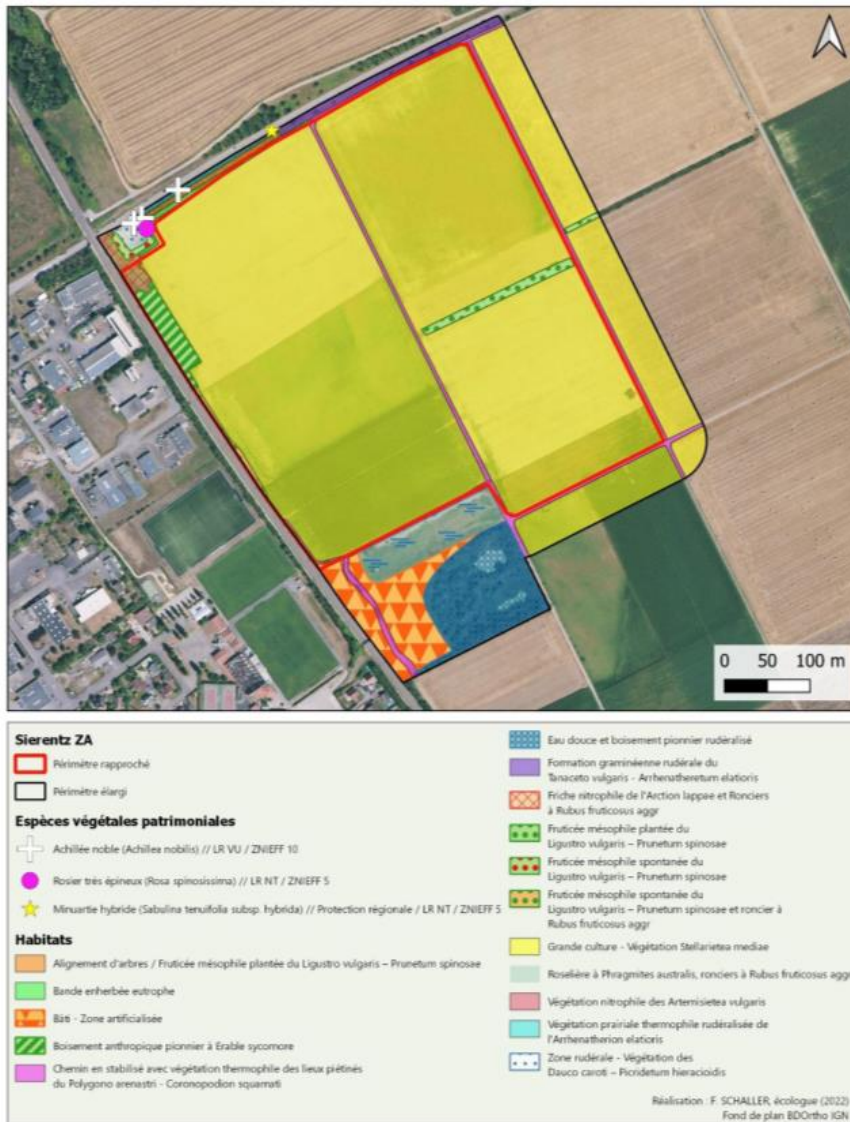 0 50 100 m
Sierentz ZA
Périmètre rapproché
Périmètre élargi
Espèces végétales patrimoniales
Achillée noble (Achillea nobilis) // LR VU / ZNIEFF 10
Rosier très épineux (Rosa spinosissima) // LR NT / ZNIEFF 5
Minuartie hybride (Sabulina tenuifolia subsp. hybrida) // Protection régionale / LR NT / ZNIEFF 5
Habitats
Alignement d'arbres / Fruticée mésophile plantée du Ligustro vulgaris – Prunetum spinosae
Bande enherbée eutrophe
Bâti - Zone artificialisée
Boisement anthropique pionnier à Erable sycomore
Chemin en stabilisé avec végétation thermophile des lieux piétinés
du Polygono arenastri - Coronopodion squamati
Eau douce et boisement pionnier rudéralisé
Formation graminéenne rudérale du
Tanaceto vulgaris - Arrhenatheretum elatioris
Friche nitrophile de l'Arction lappae et Ronciers
à Rubus fruticosus aggr
Fruticée mésophile plantée du
Ligustro vulgaris – Prunetum spinosae
Fruticée mésophile spontanée du
Ligustro vulgaris – Prunetum spinosae
Fruticée mésophile spontanée du
Ligustro vulgaris – Prunetum spinosae et roncier à
Rubus fruticosus aggr
Grande culture - Végétation Stellarietea mediae
Roselière à Phragmites australis, ronciers à Rubus fruticosus aggr
Végétation nitrophile des Artemisietea vulgaris
Végétation prairiale thermophile rudéralisée de
l'Arrhenatherion elatioris
Zone rudérale - Végétation des
Dauco caroti – Picridetum hieracioidis
Réalisation : F. SCHALLER, écologue (2022)
Fond de plan BDOrtho IGN